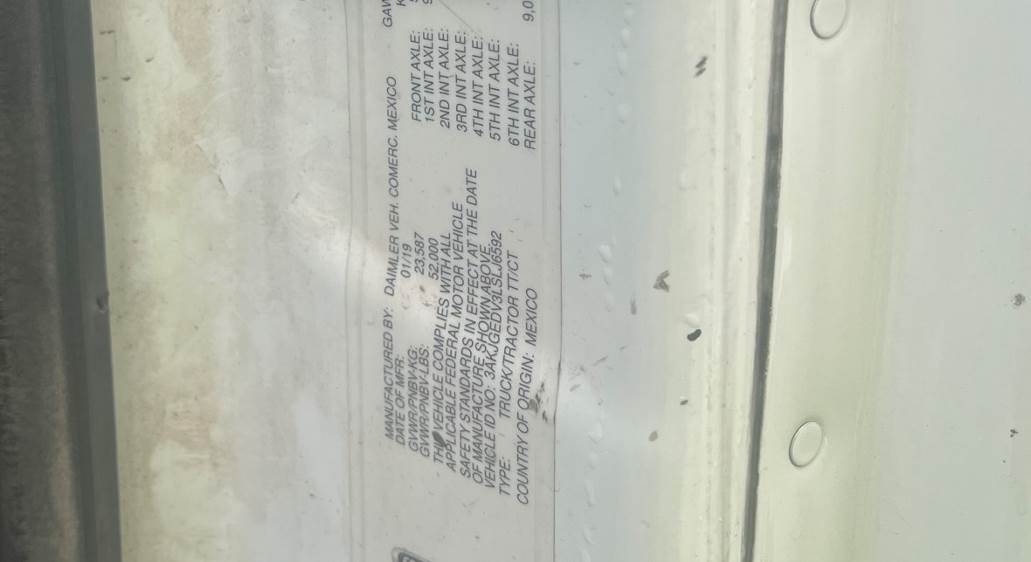 MANUFACTURED BY: DAIMLER VEH. COMERC. MEXICO
DATE OF MFR: 01/19
GVWR/PNBV-KG: 23,587
GVWR/PNBV-LBS: 52,000
THIS VEHICLE COMPLIES WITH ALL
APPLICABLE FEDERAL MOTOR VEHICLE
SAFETY STANDARDS IN EFFECT AT THE DATE
OF MANUFACTURE SHOWN ABOVE.
VEHICLE ID NO: 3AKJGEDV3LSLJ6592
TYPE: TRUCK/TRACTOR TT/CT
COUNTRY OF ORIGIN: MEXICO
FRONT AXLE:
1ST INT AXLE:
2ND INT AXLE:
3RD INT AXLE:
4TH INT AXLE:
5TH INT AXLE:
6TH INT AXLE:
REAR AXLE: 9,0